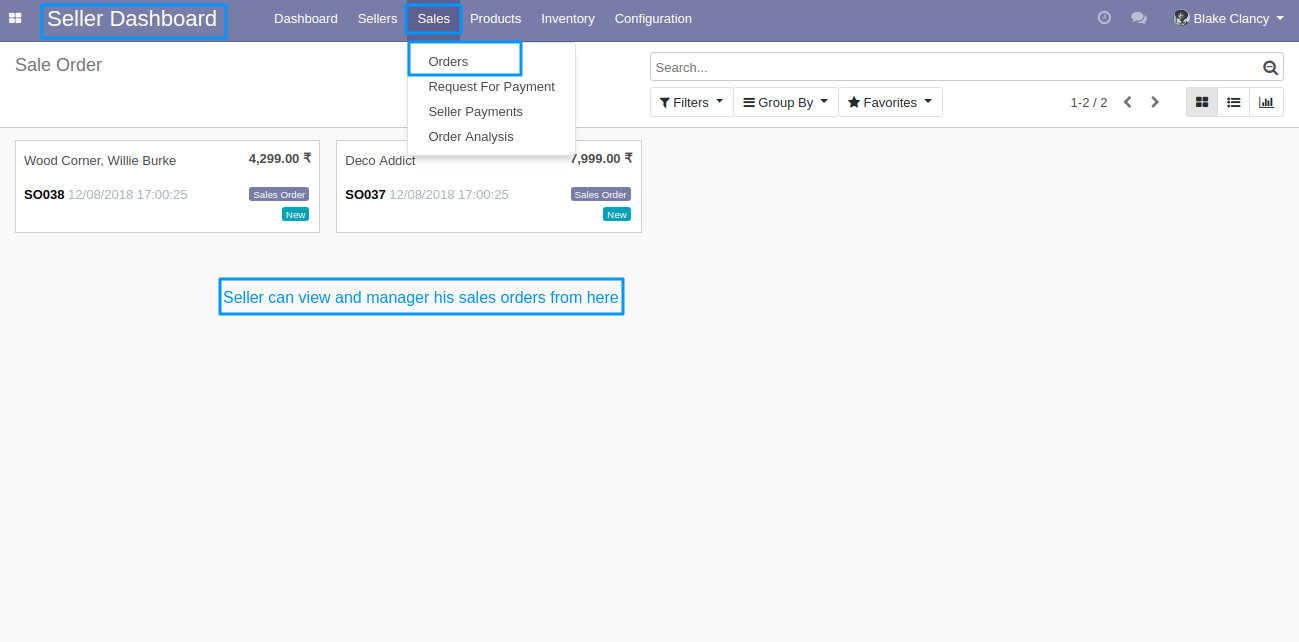 Seller Dashboard Dashboard Sellers Sales Products Inventory Configuration Blake Clancy
Sale Order
Orders
Request For Payment
Seller Payments
Order Analysis
Search...
Filters Group By Favorites 1-2 / 2
Wood Corner, Willie Burke 4,299.00 ₹
SO038 12/08/2018 17:00:25 Sales Order
New
Deco Addict 7,999.00 ₹
SO037 12/08/2018 17:00:25 Sales Order
New
Seller can view and manager his sales orders from here